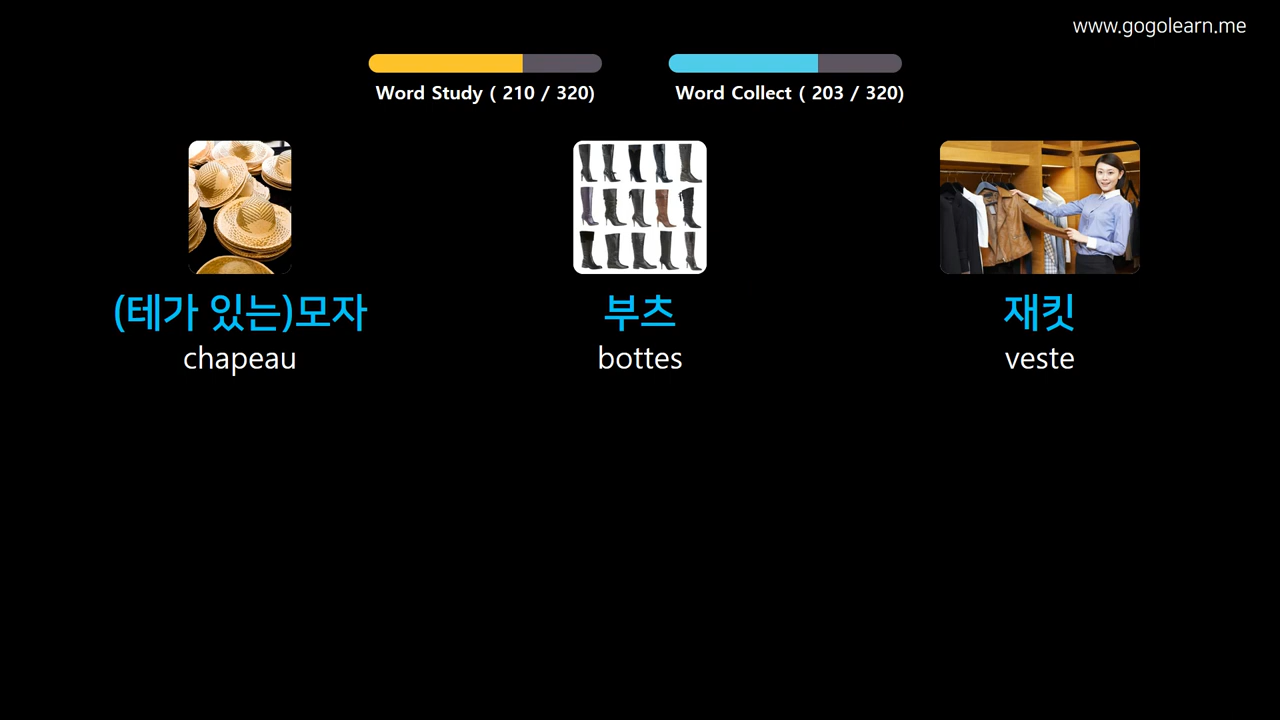 www.gogolearn.me
Word Study ( 210 / 320)
Word Collect ( 203 / 320)
(테가 있는)모자
chapeau
부츠
bottes
재킷
veste